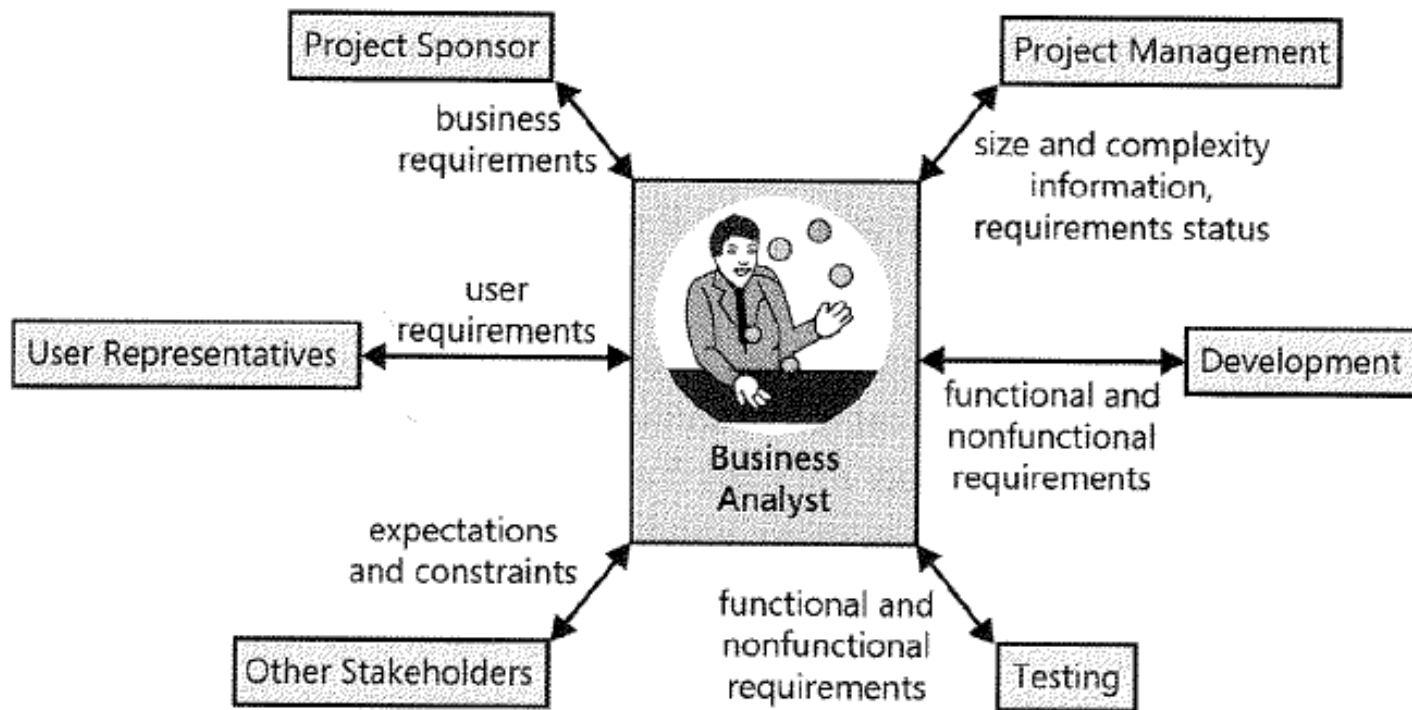 Project Sponsor
Project Management
business
requirements
size and complexity
information,
requirements status
user
requirements
User Representatives
Development
functional and
nonfunctional
requirements
Business
Analyst
expectations
and constraints
functional and
nonfunctional
requirements
Other Stakeholders
Testing